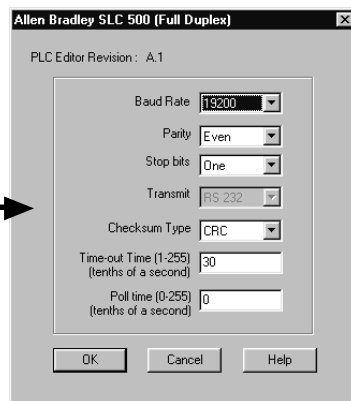 Allen Bradley SLC 500 (Full Duplex)
PLC Editor Revision : A.1
Baud Rate 19200
Parity Even
Stop bits One
Transmit RS 232
Checksum Type CRC
Time-out Time (1-255) 30
(tenths of a second)
Poll time (0-255) 0
(tenths of a second)
OK Cancel Help